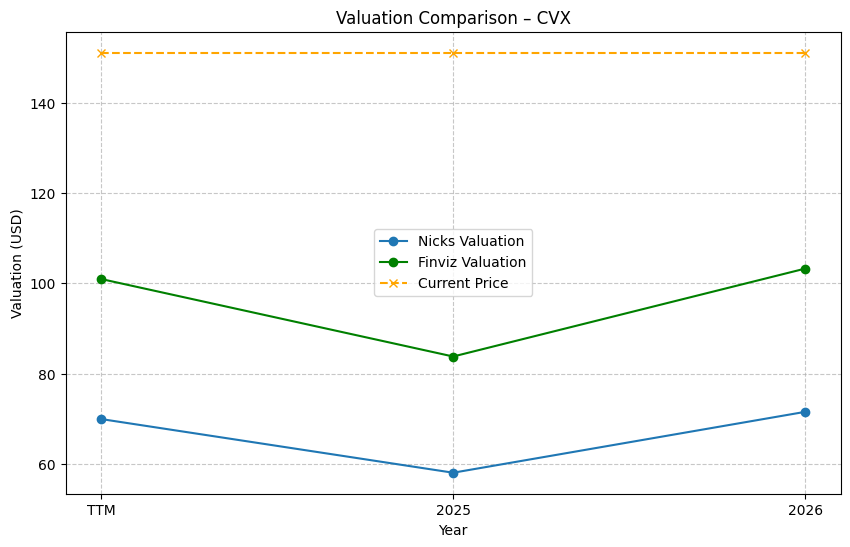 Valuation Comparison – CVX
Valuation (USD)
140
120
100
80
60
Nicks Valuation
Finviz Valuation
Current Price
TTM
2025
2026
Year